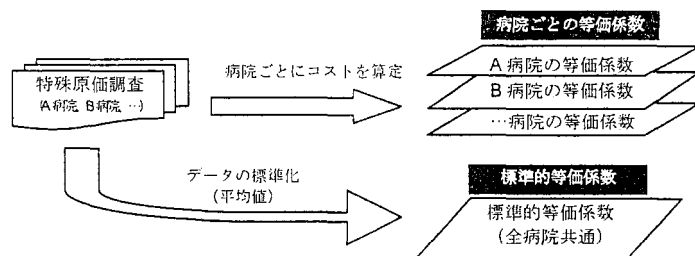 病院ごとの等価係数
特殊原価調査
(A病院 B病院 …)
病院ごとにコストを算定
A 病院の等価係数
B 病院の等価係数
…病院の等価係数
データの標準化
(平均値)
標準的等価係数
標準的等価係数
(全病院共通)